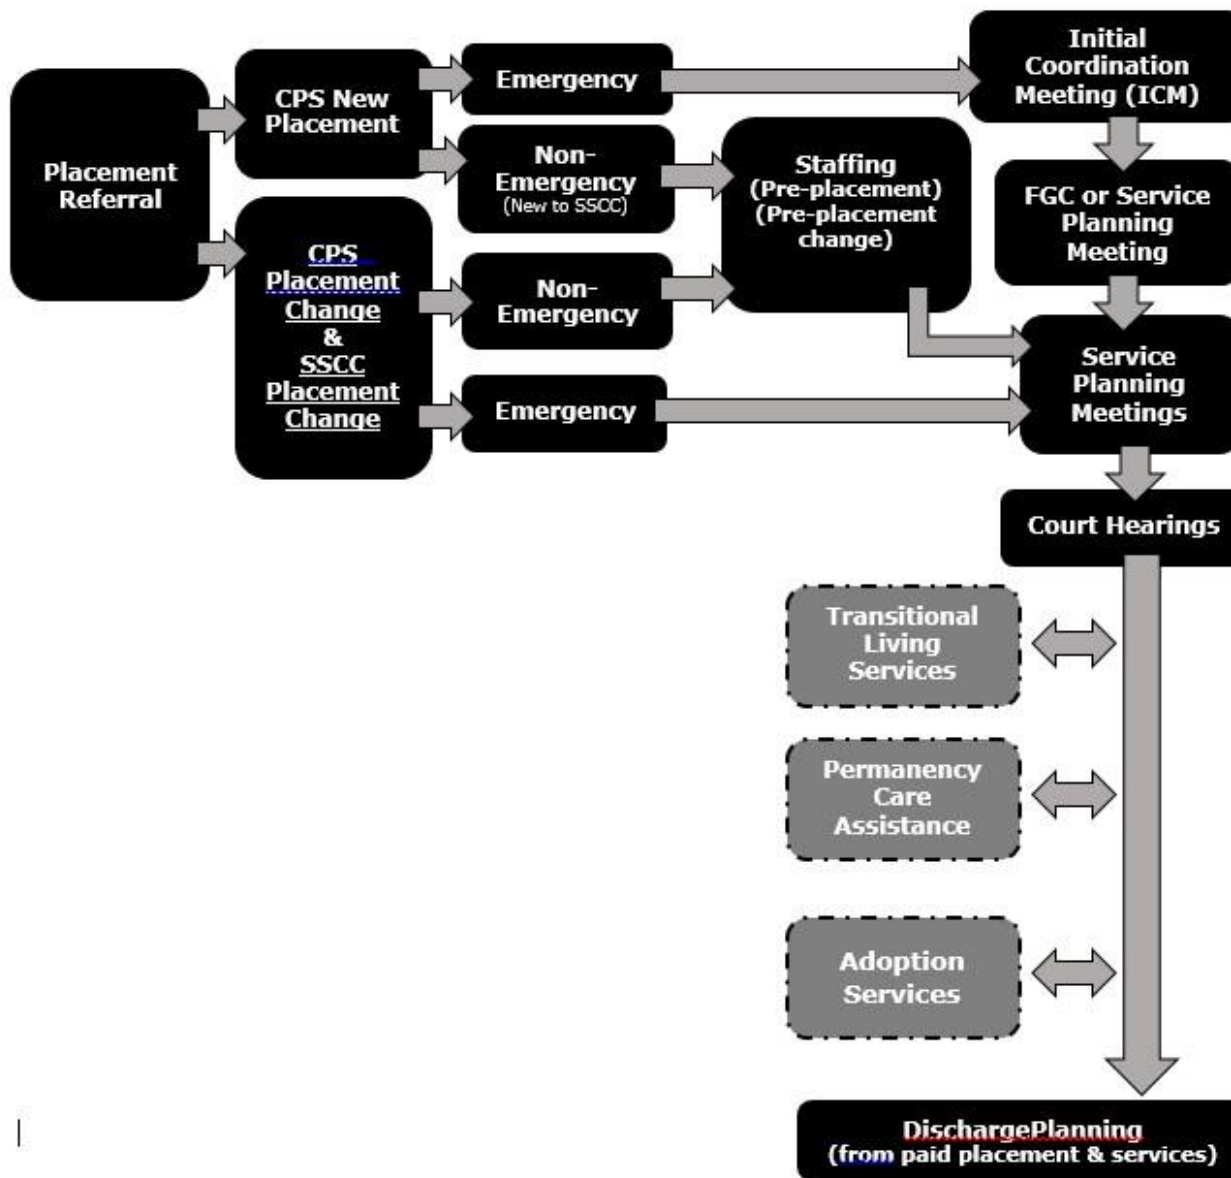 Placement
Referral
CPS New
Placement
CPS
Placement
Change
&
SSCC
Placement
Change
Emergency
Non-
Emergency
(New to SSCC)
Non-
Emergency
Emergency
Staffing
(Pre-placement)
(Pre-placement
change)
Initial
Coordination
Meeting (ICM)
FGC or Service
Planning
Meeting
Service
Planning
Meetings
Court Hearings
Transitional
Living
Services
Permanency
Care
Assistance
Adoption
Services
DischargePlanning
(from paid placement & services)